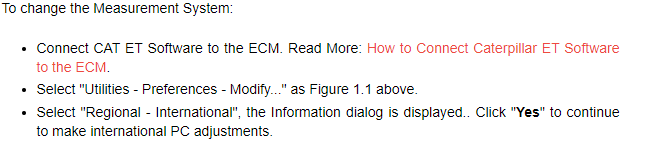 To change the Measurement System:
Connect CAT ET Software to the ECM. Read More: How to Connect Caterpillar ET Software
to the ECM.
Select "Utilities - Preferences - Modify..." as Figure 1.1 above.
Select "Regional - International", the Information dialog is displayed.. Click "Yes" to continue
to make international PC adjustments.